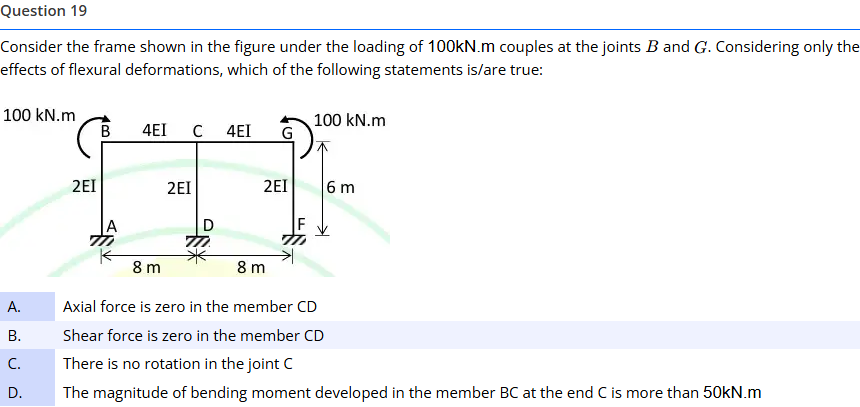 Question 19
Consider the frame shown in the figure under the loading of 100kN.m couples at the joints B and G. Considering only the
effects of flexural deformations, which of the following statements is/are true:
100 kN.m
100 kN.m
B 4EI C 4EI G
2EI 2EI 2EI 6 m
A D F
8 m 8 m
A. Axial force is zero in the member CD
B. Shear force is zero in the member CD
C. There is no rotation in the joint C
D. The magnitude of bending moment developed in the member BC at the end C is more than 50kN.m